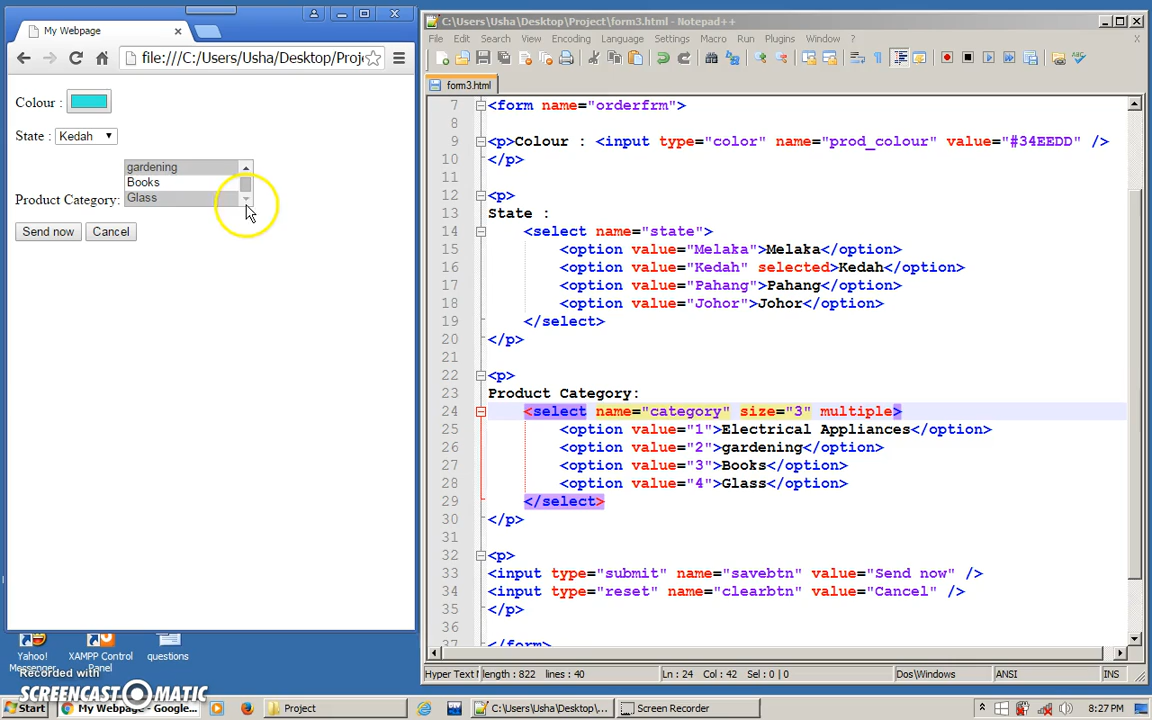 My Webpage
file:///C:/Users/Usha/Desktop/Proje
Colour :
State : Kedah
gardening
Books
Product Category: Glass
Send now Cancel
Yahoo! Messenger
XAMPP Control Panel
questions
Recorded with
SCREENCAST MATIC
C:\Users\Usha\Desktop\Project\form3.html - Notepad++
File Edit Search View Encoding Language Settings Macro Run Plugins Window ? X
form3.html
7 <form name="orderfrm">
8
9 <p>Colour : <input type="color" name="prod_colour" value="#34EEDD" />
10 </p>
11
12 <p>
13 State :
14 <select name="state">
15 <option value="Melaka">Melaka</option>
16 <option value="Kedah" selected>Kedah</option>
17 <option value="Pahang">Pahang</option>
18 <option value="Johor">Johor</option>
19 </select>
20 </p>
21
22 <p>
23 Product Category:
24 <select name="category" size="3" multiple>
25 <option value="1">Electrical Appliances</option>
26 <option value="2">gardening</option>
27 <option value="3">Books</option>
28 <option value="4">Glass</option>
29 </select>
30 </p>
31
32 <p>
33 <input type="submit" name="savebtn" value="Send now" />
34 <input type="reset" name="clearbtn" value="Cancel" />
35 </p>
36
37 </form>
Hyper Text M length : 822 lines : 40 Ln : 24 Col : 42 Sel : 0 | 0 Dos\Windows ANSI INS
Start My Webpage - Google... Project C:\Users\Usha\Desktop\... Screen Recorder 8:27 PM